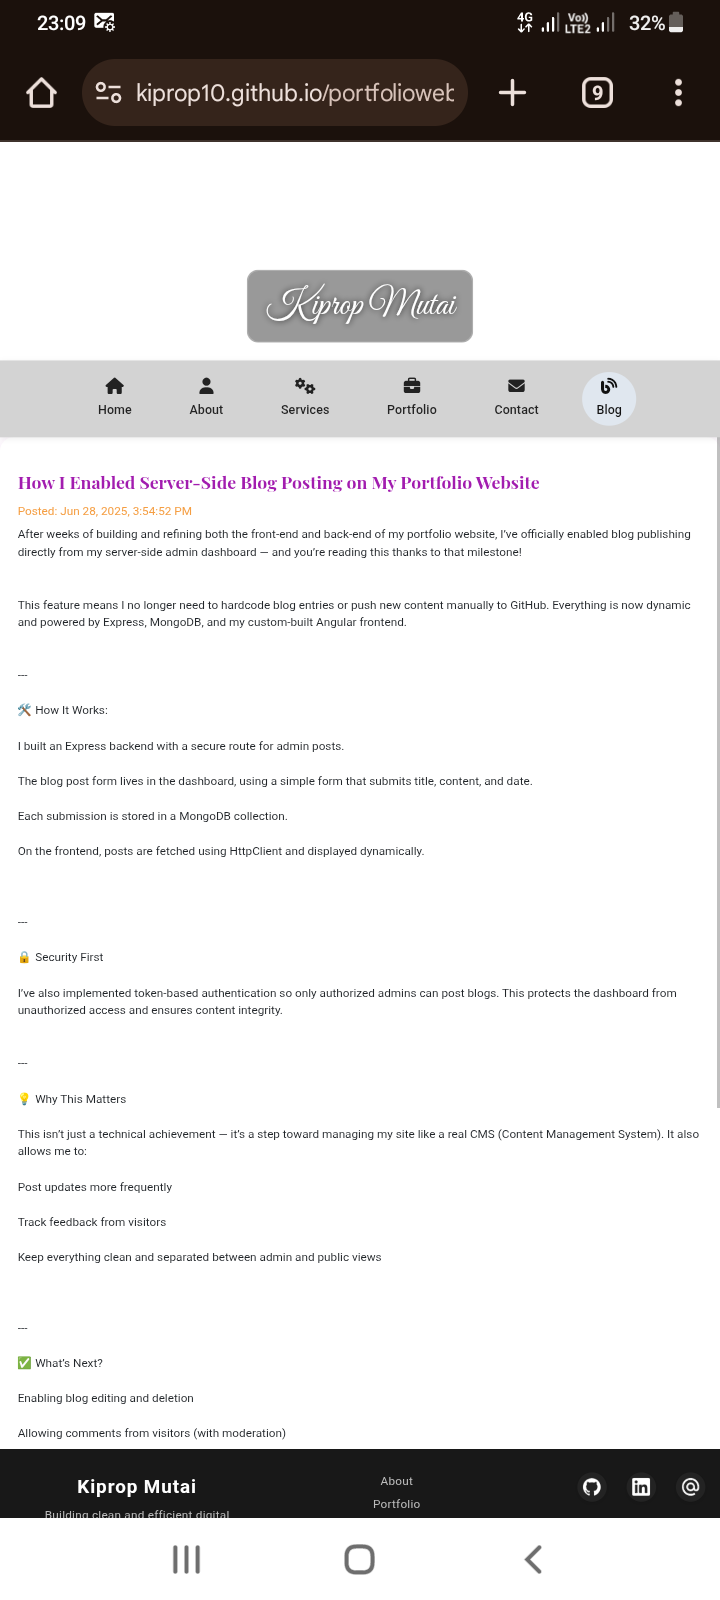 23:09
4G
Vo))
LTE2
32%
kiprop10.github.io/portfolioweb
9
Kiprop Mutai
Home
About
Services
Portfolio
Contact
Blog
How I Enabled Server-Side Blog Posting on My Portfolio Website
Posted: Jun 28, 2025, 3:54:52 PM
After weeks of building and refining both the front-end and back-end of my portfolio website, I’ve officially enabled blog publishing
directly from my server-side admin dashboard — and you’re reading this thanks to that milestone!
This feature means I no longer need to hardcode blog entries or push new content manually to GitHub. Everything is now dynamic
and powered by Express, MongoDB, and my custom-built Angular frontend.
---
🛠️ How It Works:
I built an Express backend with a secure route for admin posts.
The blog post form lives in the dashboard, using a simple form that submits title, content, and date.
Each submission is stored in a MongoDB collection.
On the frontend, posts are fetched using HttpClient and displayed dynamically.
---
🔒 Security First
I’ve also implemented token-based authentication so only authorized admins can post blogs. This protects the dashboard from
unauthorized access and ensures content integrity.
---
💡 Why This Matters
This isn’t just a technical achievement — it’s a step toward managing my site like a real CMS (Content Management System). It also
allows me to:
Post updates more frequently
Track feedback from visitors
Keep everything clean and separated between admin and public views
---
✅ What’s Next?
Enabling blog editing and deletion
Allowing comments from visitors (with moderation)
Kiprop Mutai
Building clean and efficient digital
About
Portfolio